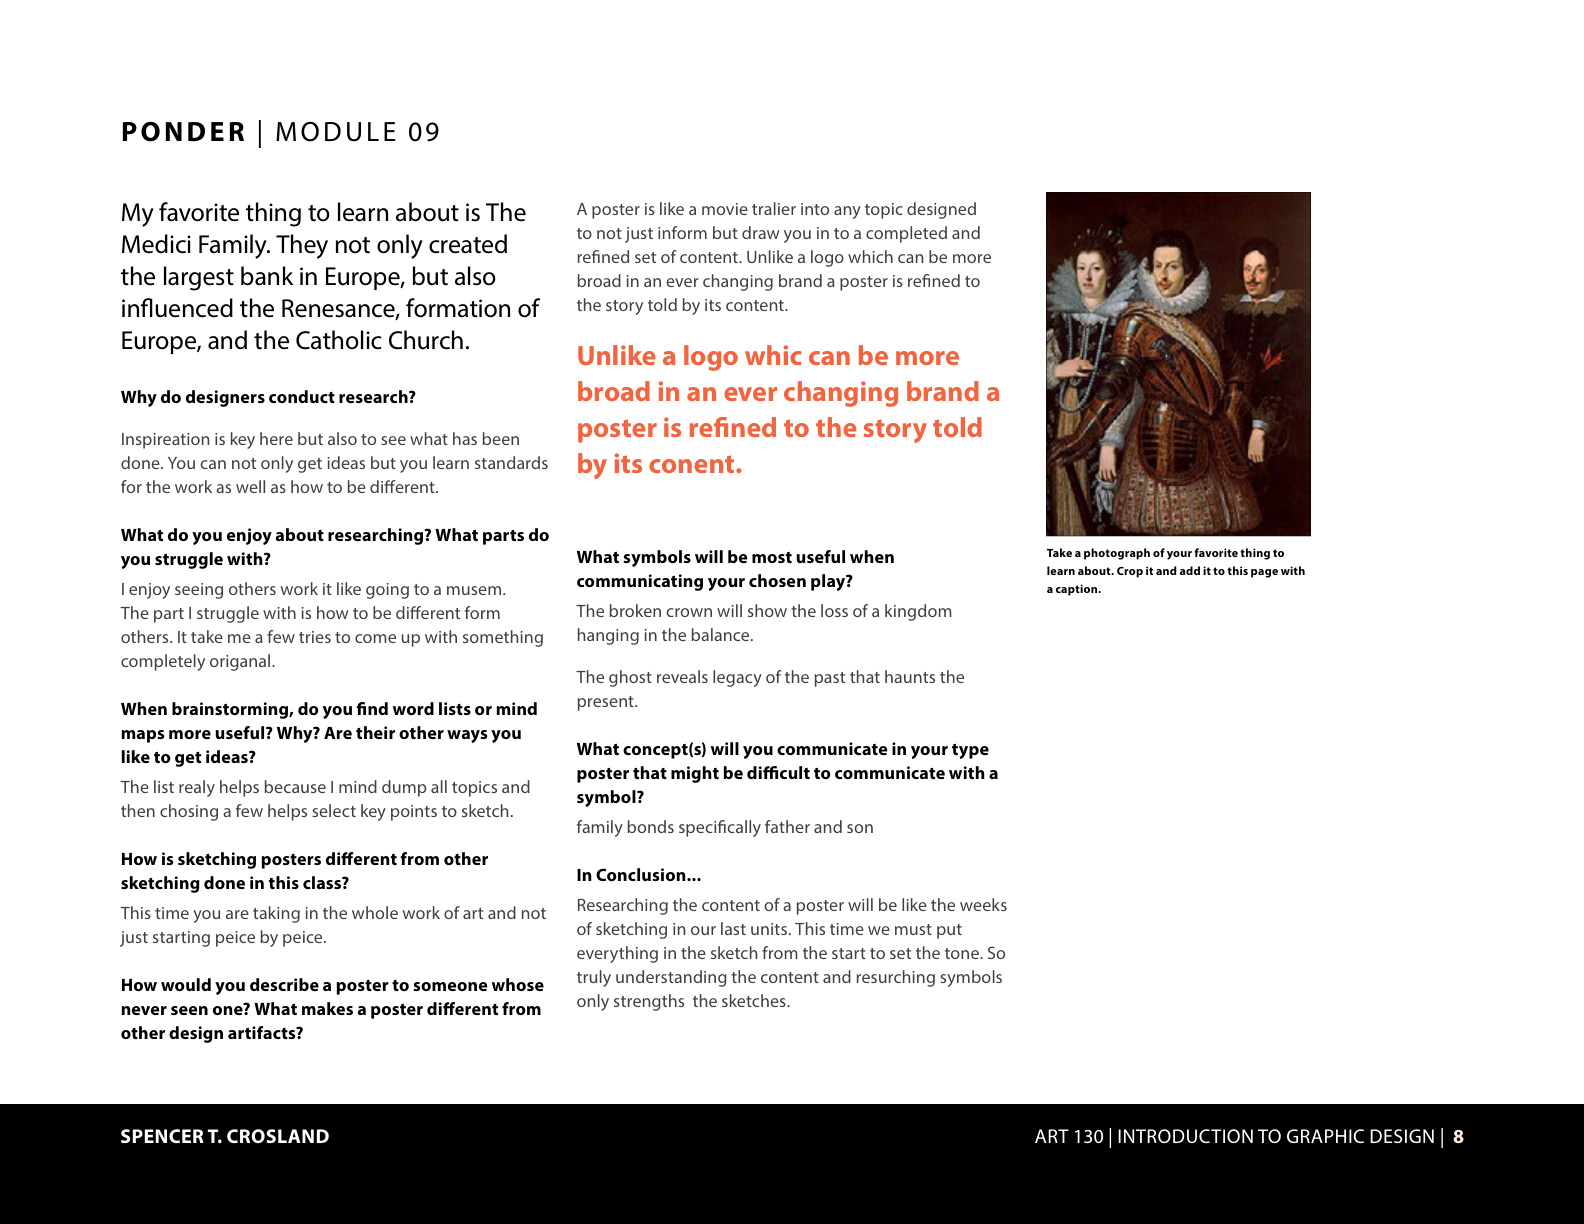 PONDER | MODULE 09
My favorite thing to learn about is The
Medici Family. They not only created
the largest bank in Europe, but also
influenced the Renesance, formation of
Europe, and the Catholic Church.
Why do designers conduct research?
Inspireation is key here but also to see what has been
done. You can not only get ideas but you learn standards
for the work as well as how to be different.
What do you enjoy about researching? What parts do
you struggle with?
I enjoy seeing others work it like going to a musem.
The part I struggle with is how to be different form
others. It take me a few tries to come up with something
completely origanal.
When brainstorming, do you find word lists or mind
maps more useful? Why? Are their other ways you
like to get ideas?
The list realy helps because I mind dump all topics and
then chosing a few helps select key points to sketch.
How is sketching posters different from other
sketching done in this class?
This time you are taking in the whole work of art and not
just starting peice by peice.
How would you describe a poster to someone whose
never seen one? What makes a poster different from
other design artifacts?
A poster is like a movie tralier into any topic designed
to not just inform but draw you in to a completed and
refined set of content. Unlike a logo which can be more
broad in an ever changing brand a poster is refined to
the story told by its content.
Unlike a logo whic can be more
broad in an ever changing brand a
poster is refined to the story told
by its conent.
What symbols will be most useful when
communicating your chosen play?
The broken crown will show the loss of a kingdom
hanging in the balance.
The ghost reveals legacy of the past that haunts the
present.
What concept(s) will you communicate in your type
poster that might be difficult to communicate with a
symbol?
family bonds specifically father and son
In Conclusion...
Researching the content of a poster will be like the weeks
of sketching in our last units. This time we must put
everything in the sketch from the start to set the tone. So
truly understanding the content and resurching symbols
only strengths  the sketches.
Take a photograph of your favorite thing to
learn about. Crop it and add it to this page with
a caption.
SPENCER T. CROSLAND
ART 130 | INTRODUCTION TO GRAPHIC DESIGN | 8